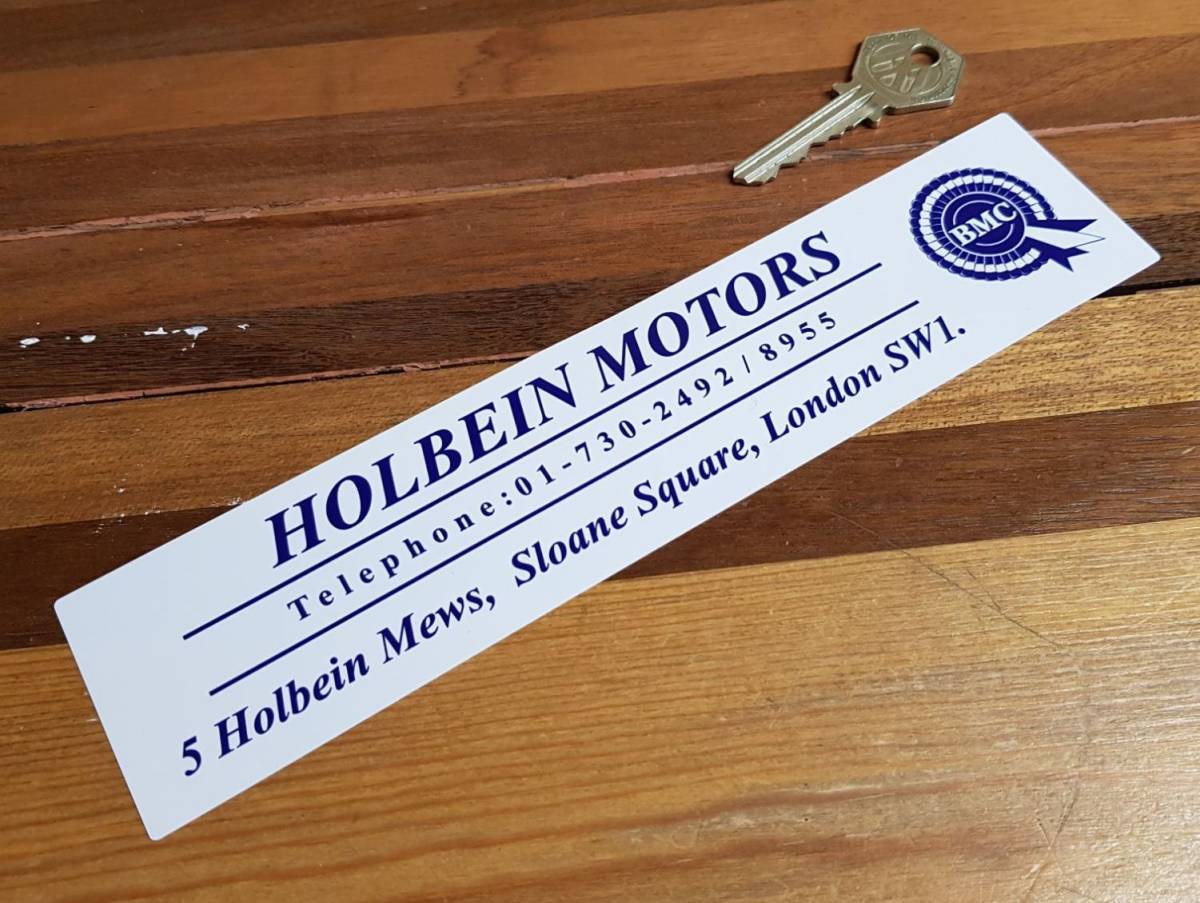 HOLBEIN MOTORS
Telephone:01-730-2492 / 8955
5 Holbein Mews, Sloane Square, London SW1.
BMC